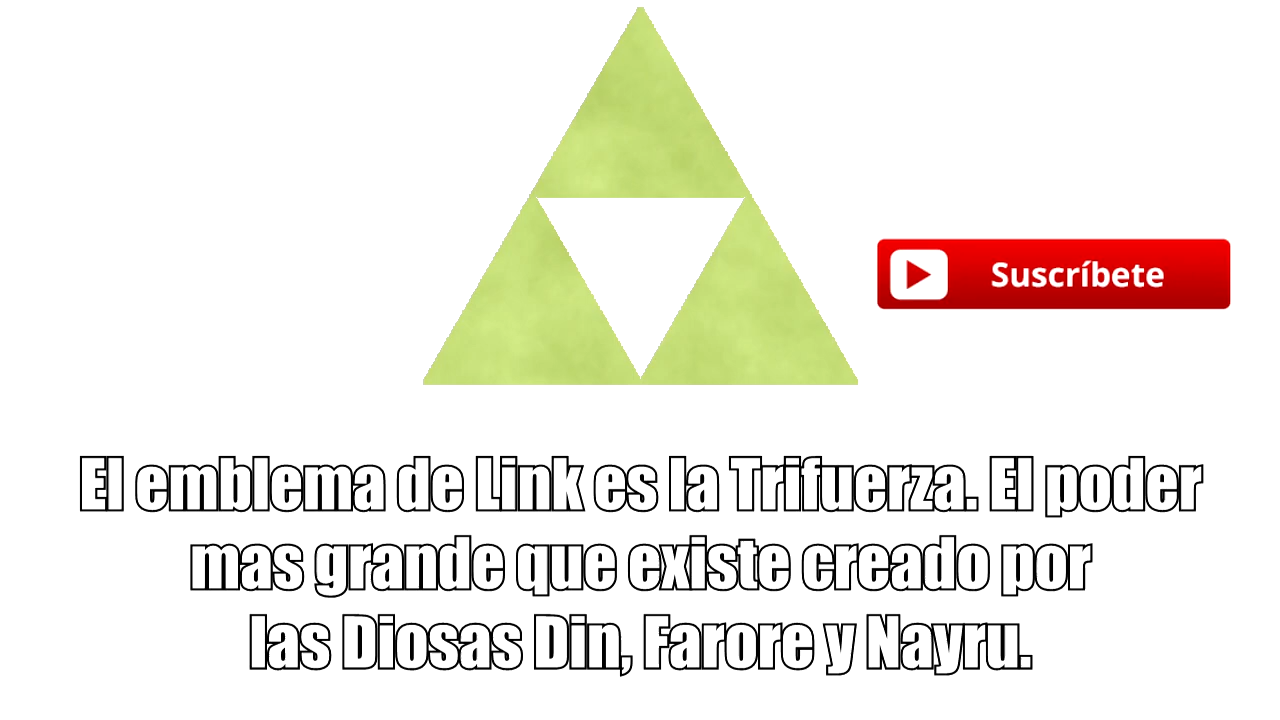 Suscríbete
El emblema de Link es la Trifuerza. El poder
mas grande que existe creado por
las Diosas Din, Farore y Nayru.